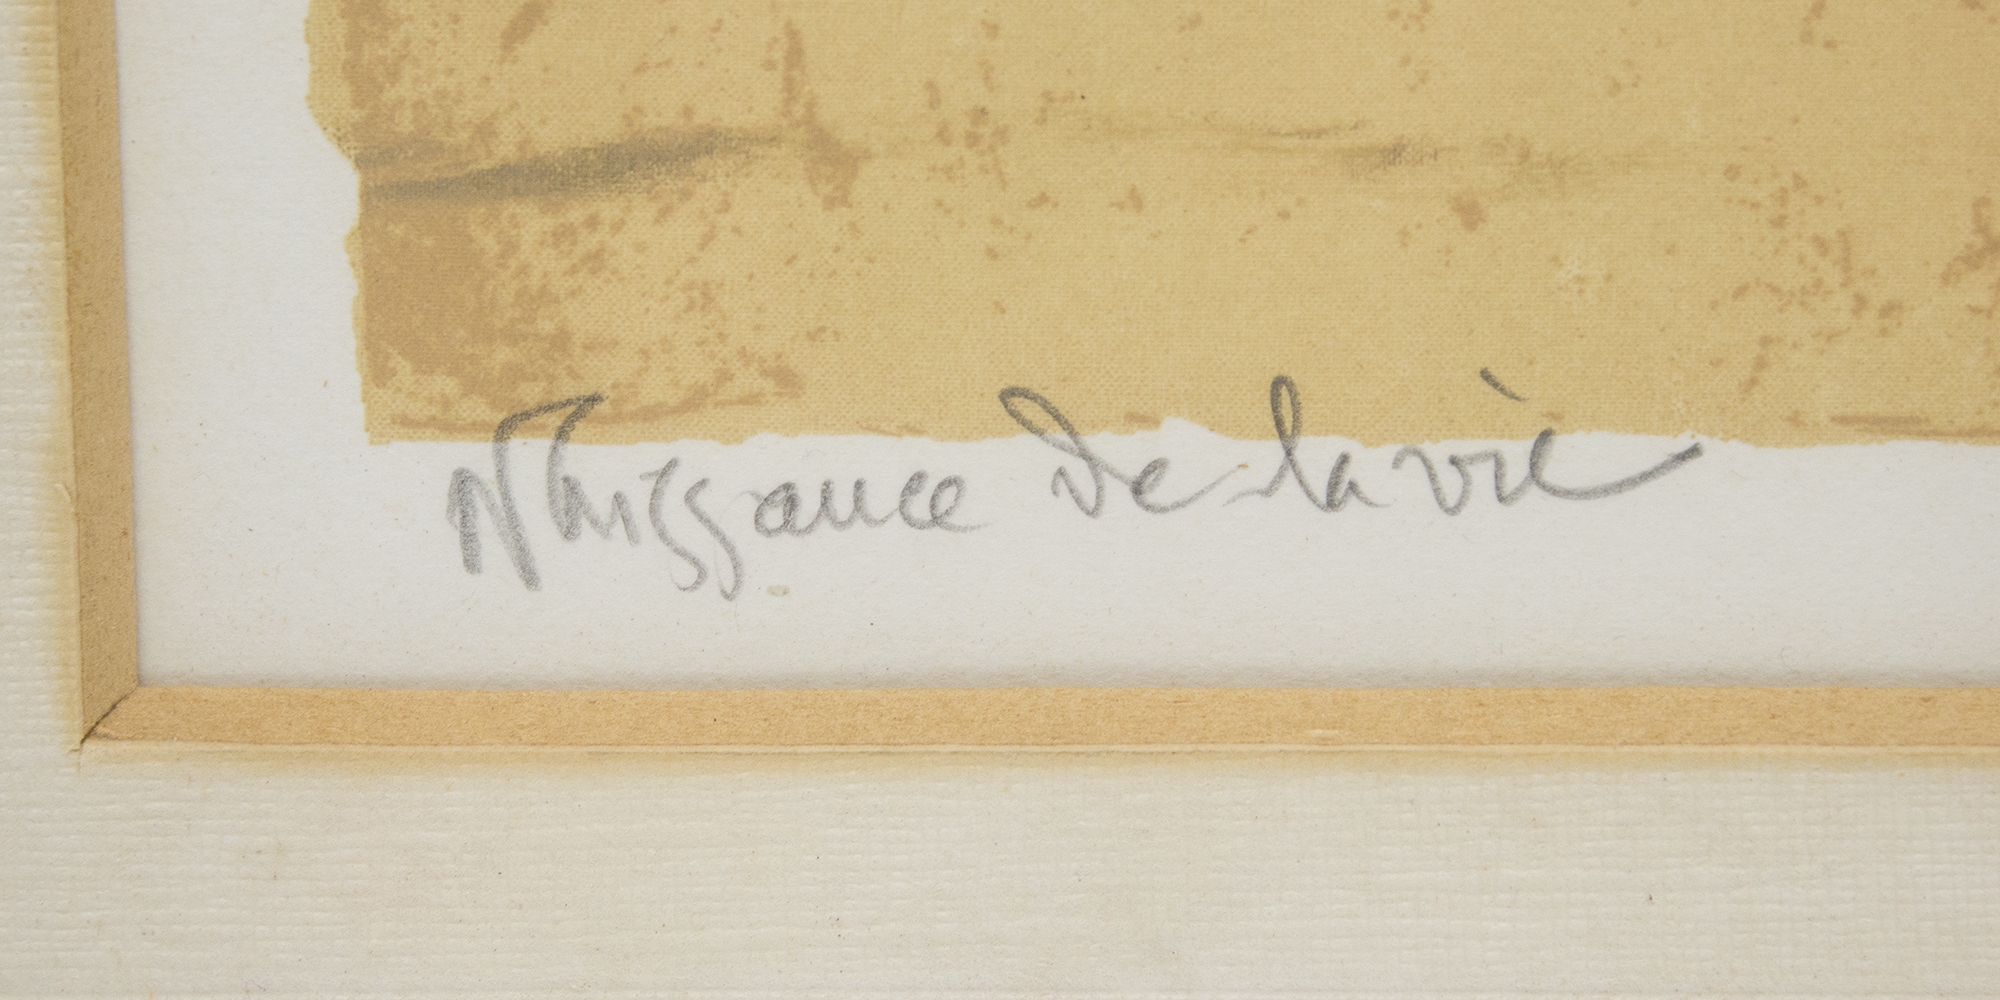 Naissance de la vie